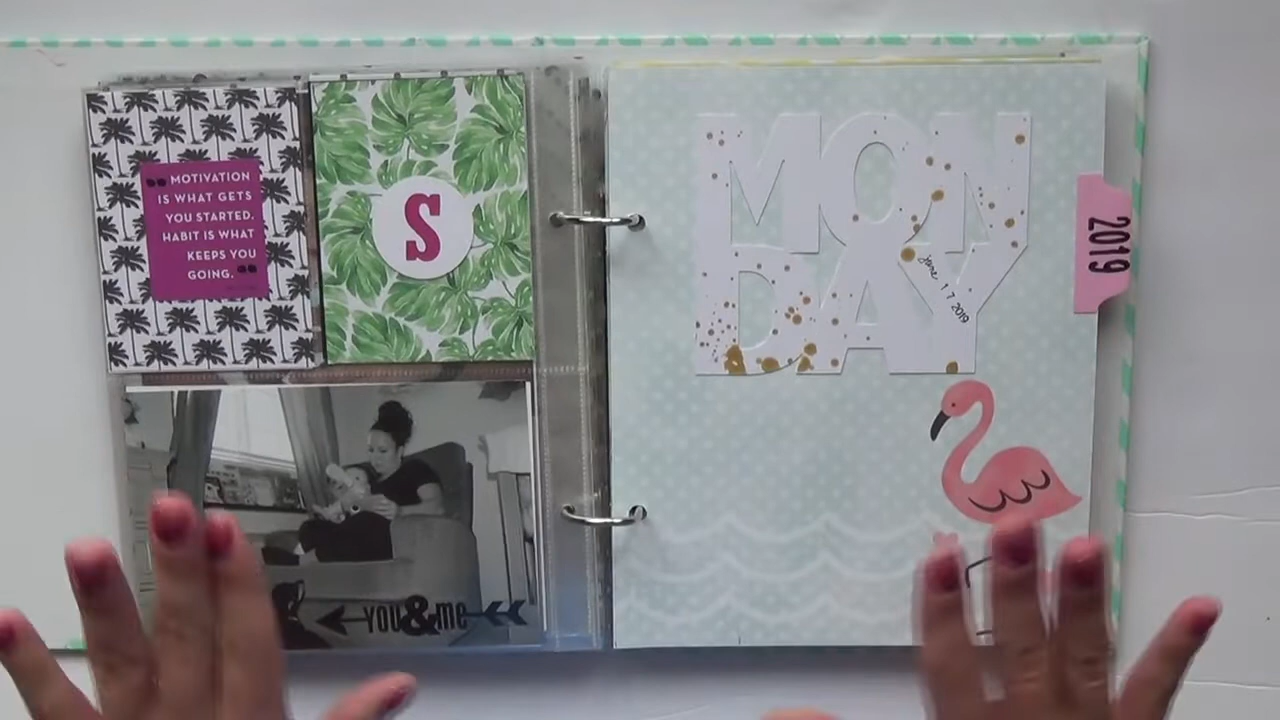 “ MOTIVATION
IS WHAT GETS
YOU STARTED.
HABIT IS WHAT
KEEPS YOU
GOING. ”
S
YOU & me
MON
DAY
june 17 2019
2019